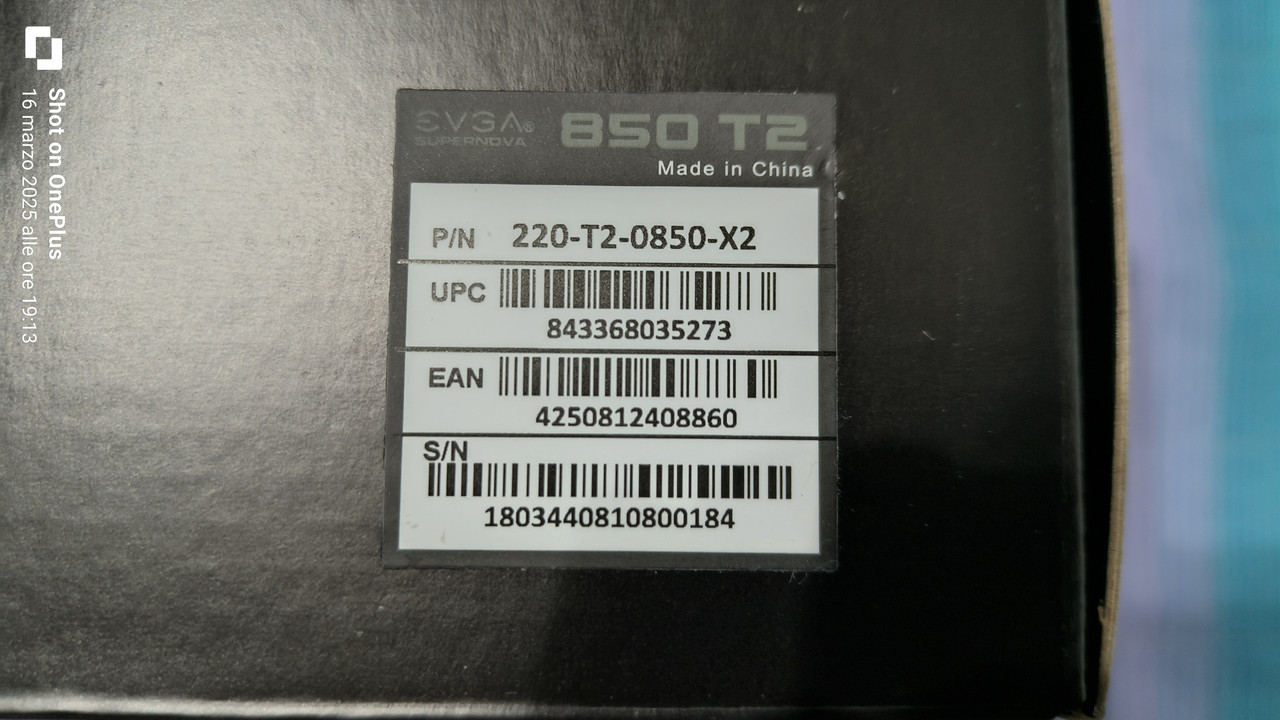 EVGA® 850 T2
SUPERNOVA
Made in China
P/N 220-T2-0850-X2
UPC
843368035273
EAN
4250812408860
S/N
1803440810800184
Shot on OnePlus
16 marzo 2025 alle ore 19:13